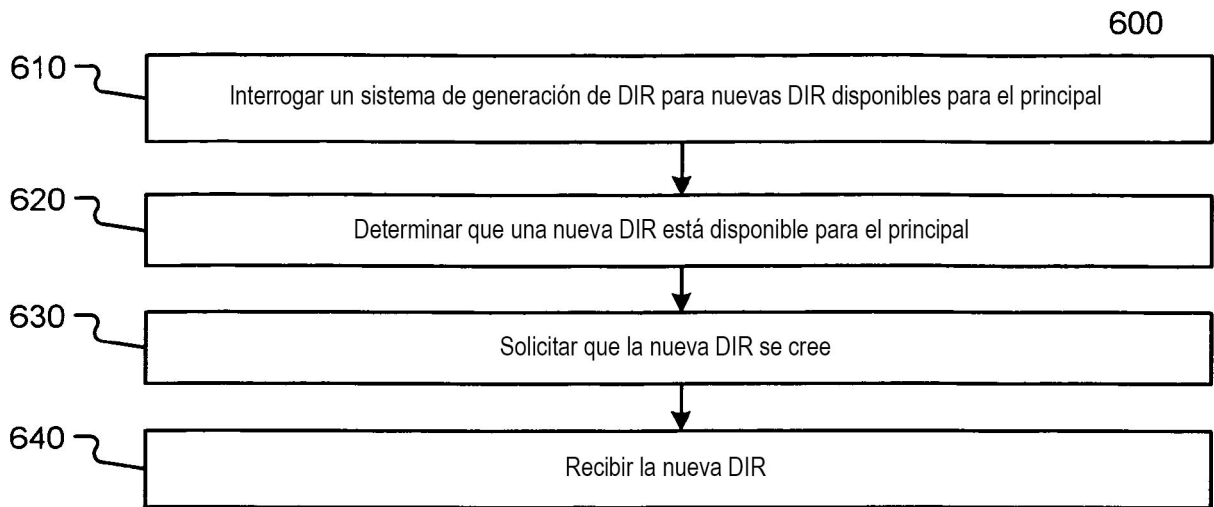 600
610
Interrogar un sistema de generación de DIR para nuevas DIR disponibles para el principal
620
Determinar que una nueva DIR está disponible para el principal
630
Solicitar que la nueva DIR se cree
640
Recibir la nueva DIR